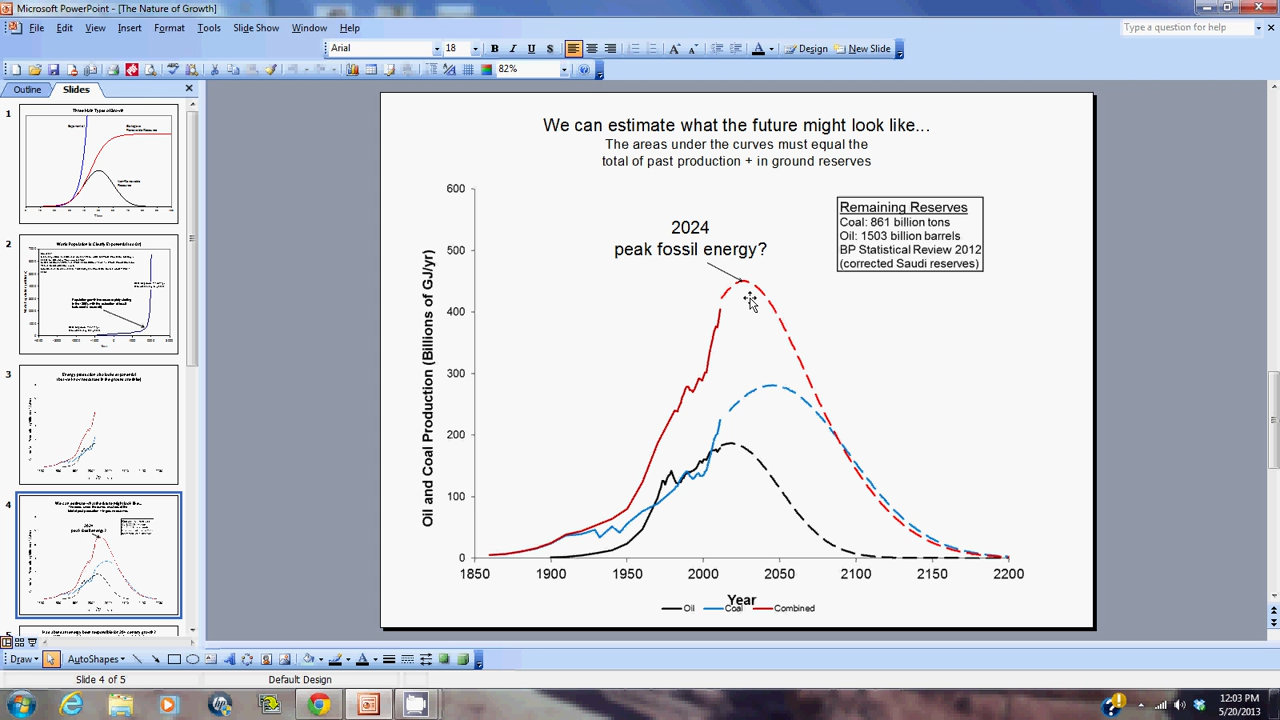 Microsoft PowerPoint - [The Nature of Growth]
File Edit View Insert Format Tools Slide Show Window Help
Type a question for help
Arial 18 B I U S A Design New Slide
82%
Outline Slides
1
2
3
4
5
We can estimate what the future might look like...
The areas under the curves must equal the
total of past production + in ground reserves
600
500
400
300
200
100
0
Oil and Coal Production (Billions of GJ/yr)
2024
peak fossil energy?
Remaining Reserves
Coal: 861 billion tons
Oil: 1503 billion barrels
BP Statistical Review 2012
(corrected Saudi reserves)
1850 1900 1950 2000 2050 2100 2150 2200
Year
Oil Coal Combined
Draw AutoShapes
Slide 4 of 5 Default Design
12:03 PM
5/20/2013